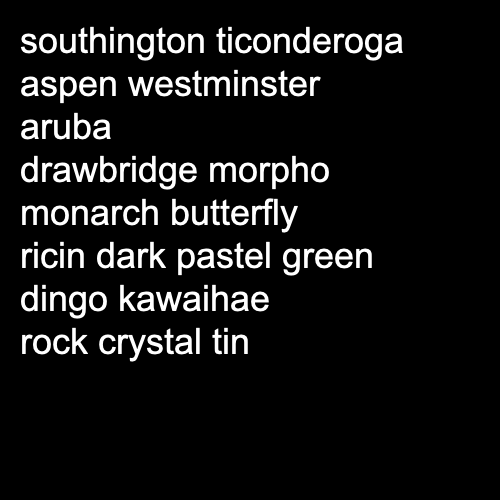 southington ticonderoga
aspen westminster
aruba
drawbridge morpho
monarch butterfly
ricin dark pastel green
dingo kawaihae
rock crystal tin